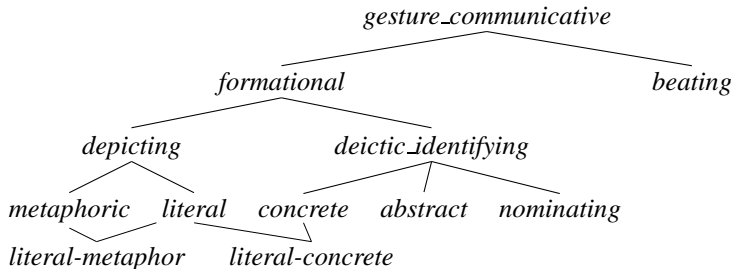 gesture_communicative
formational beating
depicting deictic_identifying
metaphoric literal concrete abstract nominating
literal-metaphor literal-concrete